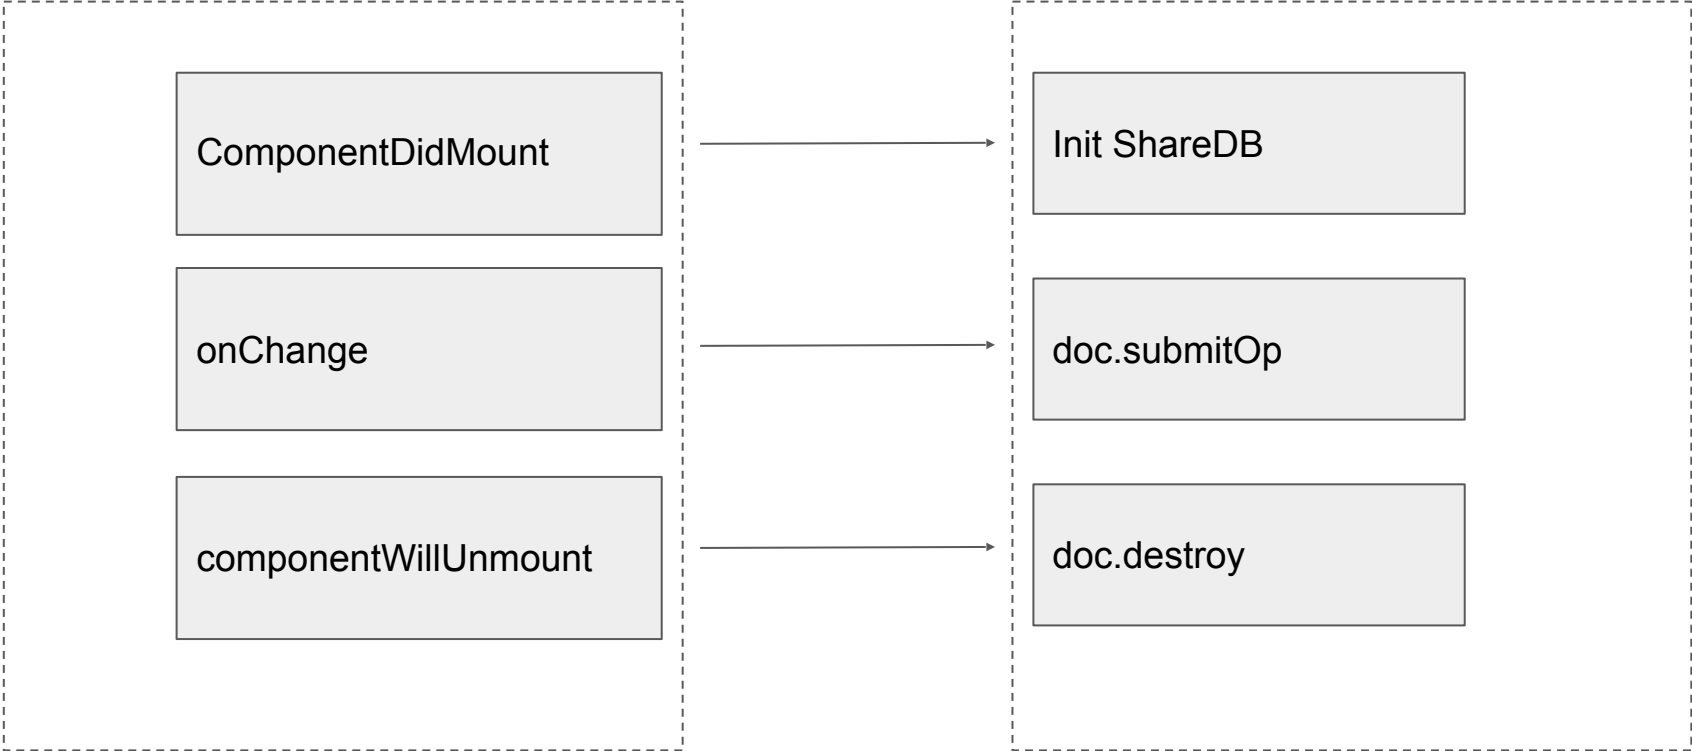 ComponentDidMount
Init ShareDB
onChange
doc.submitOp
componentWillUnmount
doc.destroy